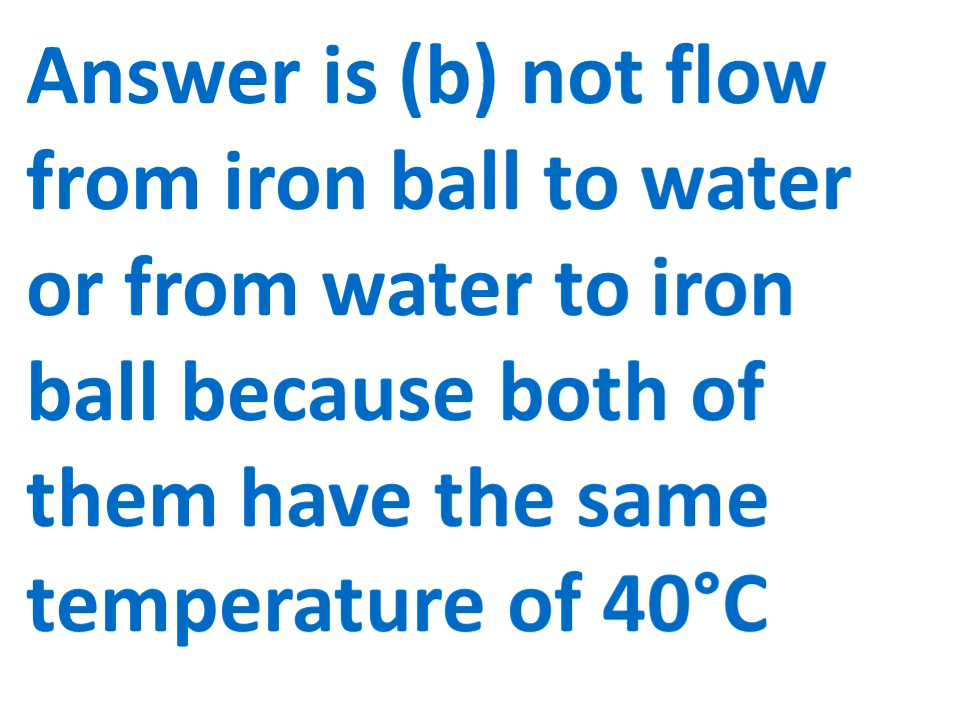 Answer is (b) not flow
from iron ball to water
or from water to iron
ball because both of
them have the same
temperature of 40°C